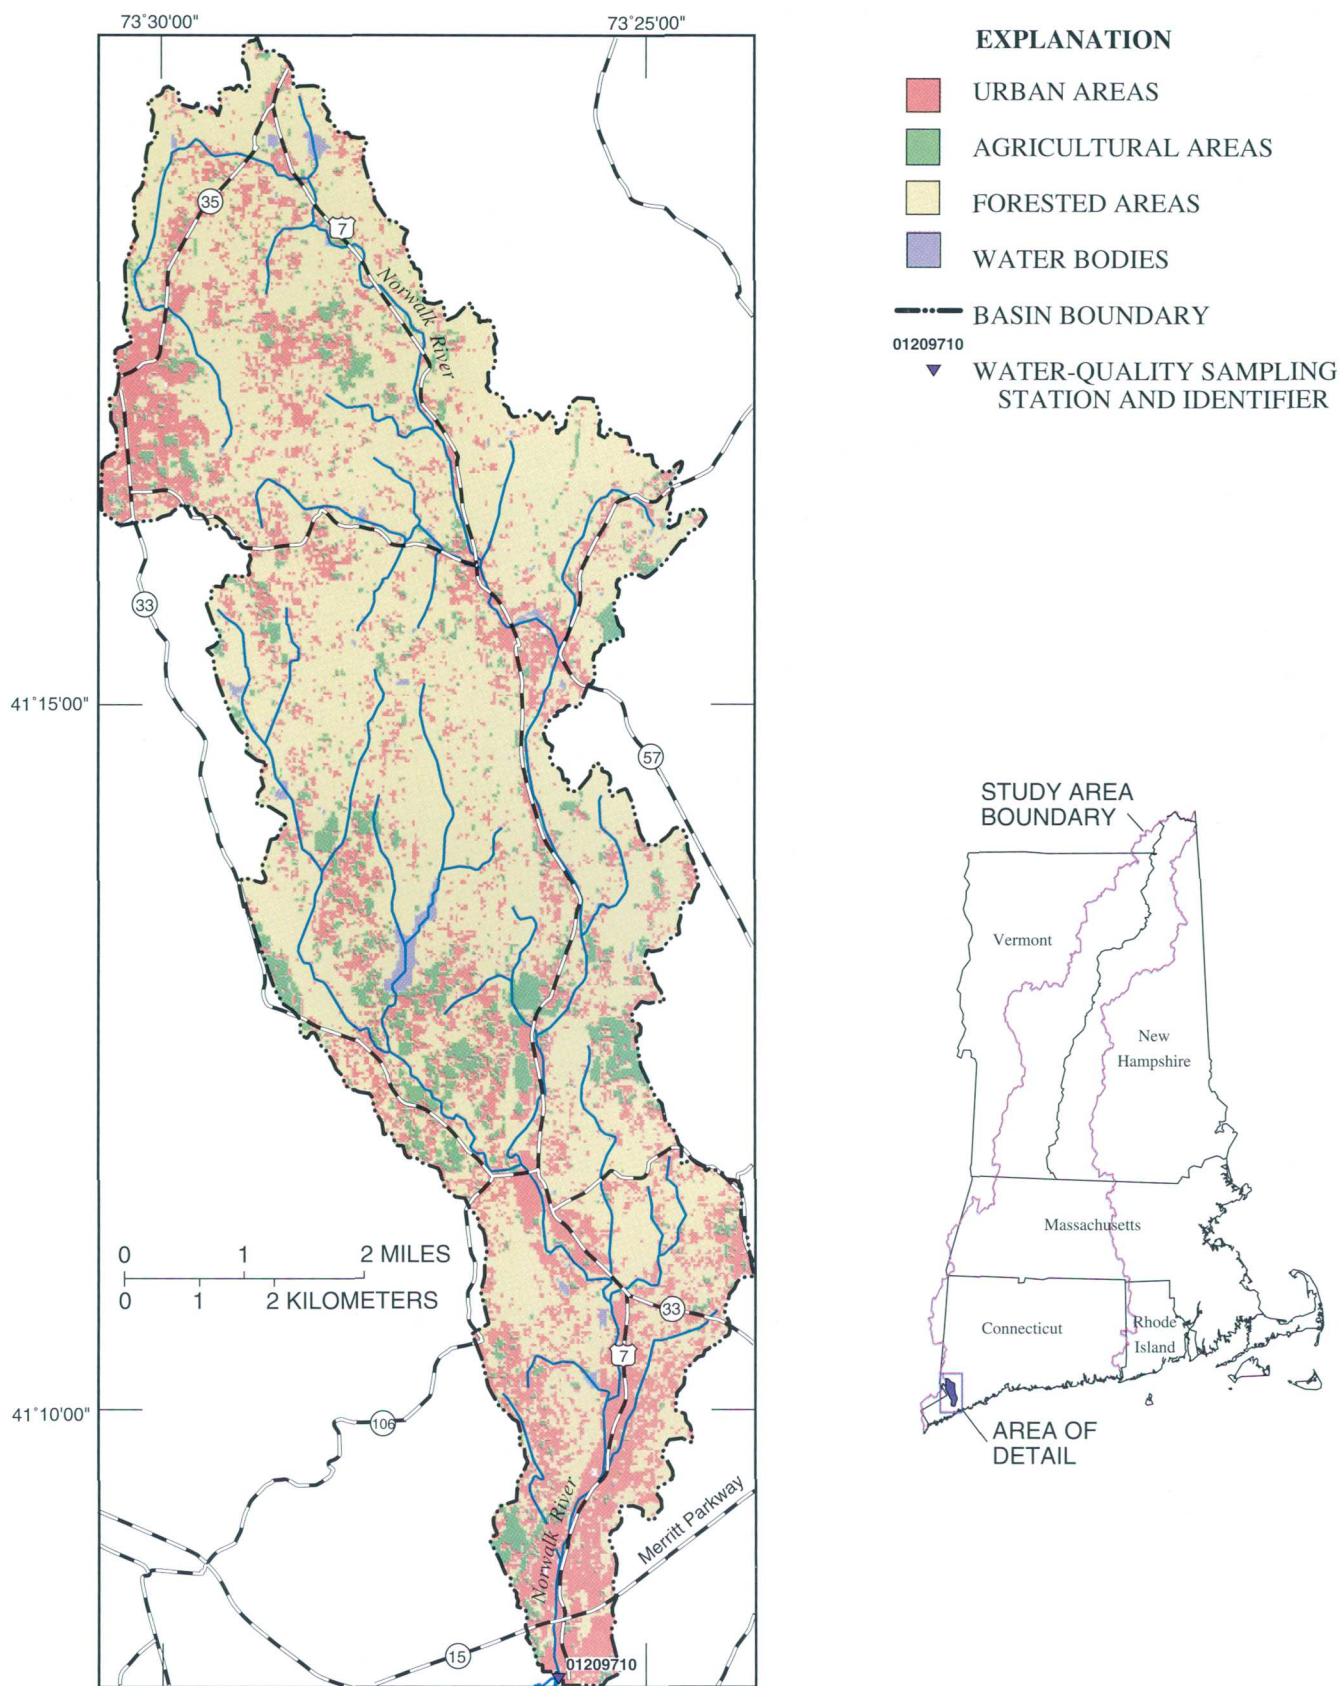 73°30'00"
73°25'00"
EXPLANATION
URBAN AREAS
AGRICULTURAL AREAS
FORESTED AREAS
WATER BODIES
BASIN BOUNDARY
01209710
WATER-QUALITY SAMPLING
STATION AND IDENTIFIER
35
7
Norwalk River
33
41°15'00"
57
STUDY AREA
BOUNDARY
Vermont
New
Hampshire
Massachusetts
0 1 2 MILES
0 1 2 KILOMETERS
33
Connecticut
Rhode
Island
7
41°10'00"
106
AREA OF
DETAIL
Norwalk River
Merritt Parkway
15
01209710